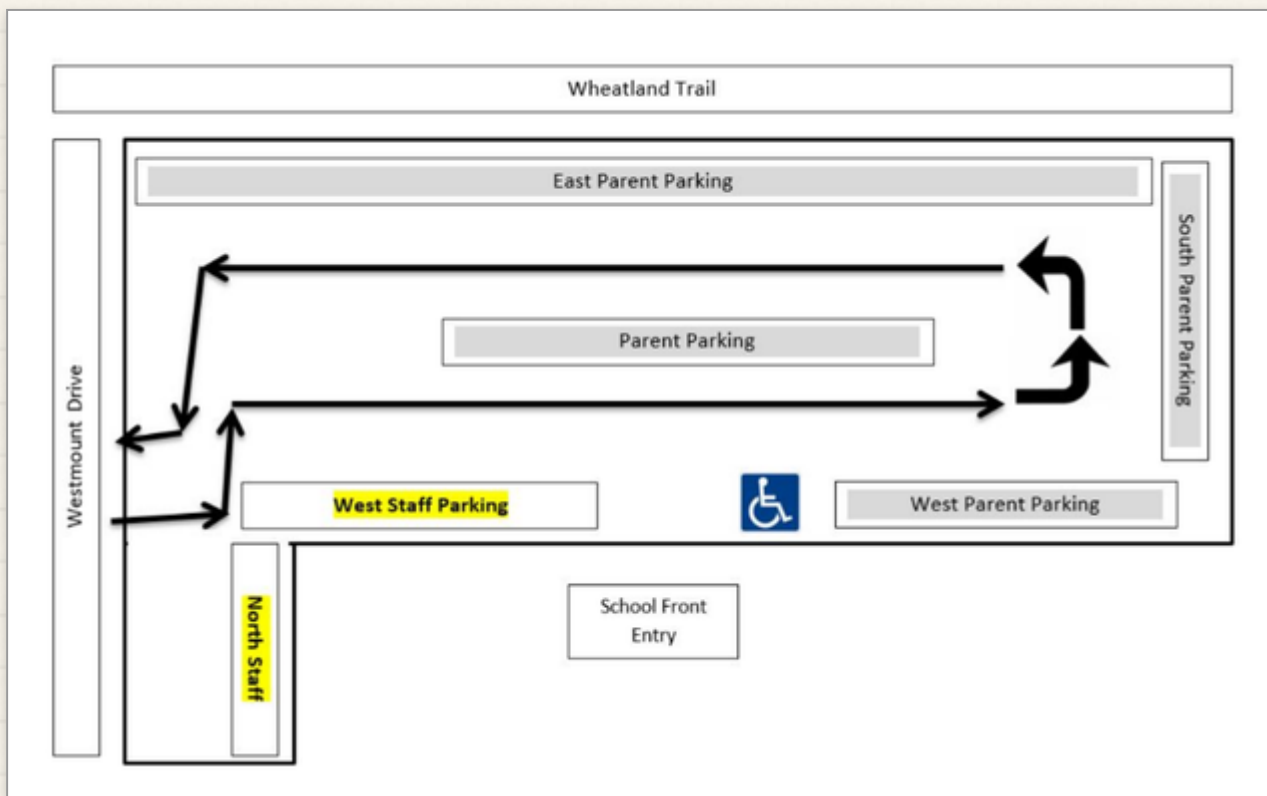 Wheatland Trail
East Parent Parking
South Parent Parking
Parent Parking
Westmount Drive
West Staff Parking
West Parent Parking
North Staff
School Front
Entry